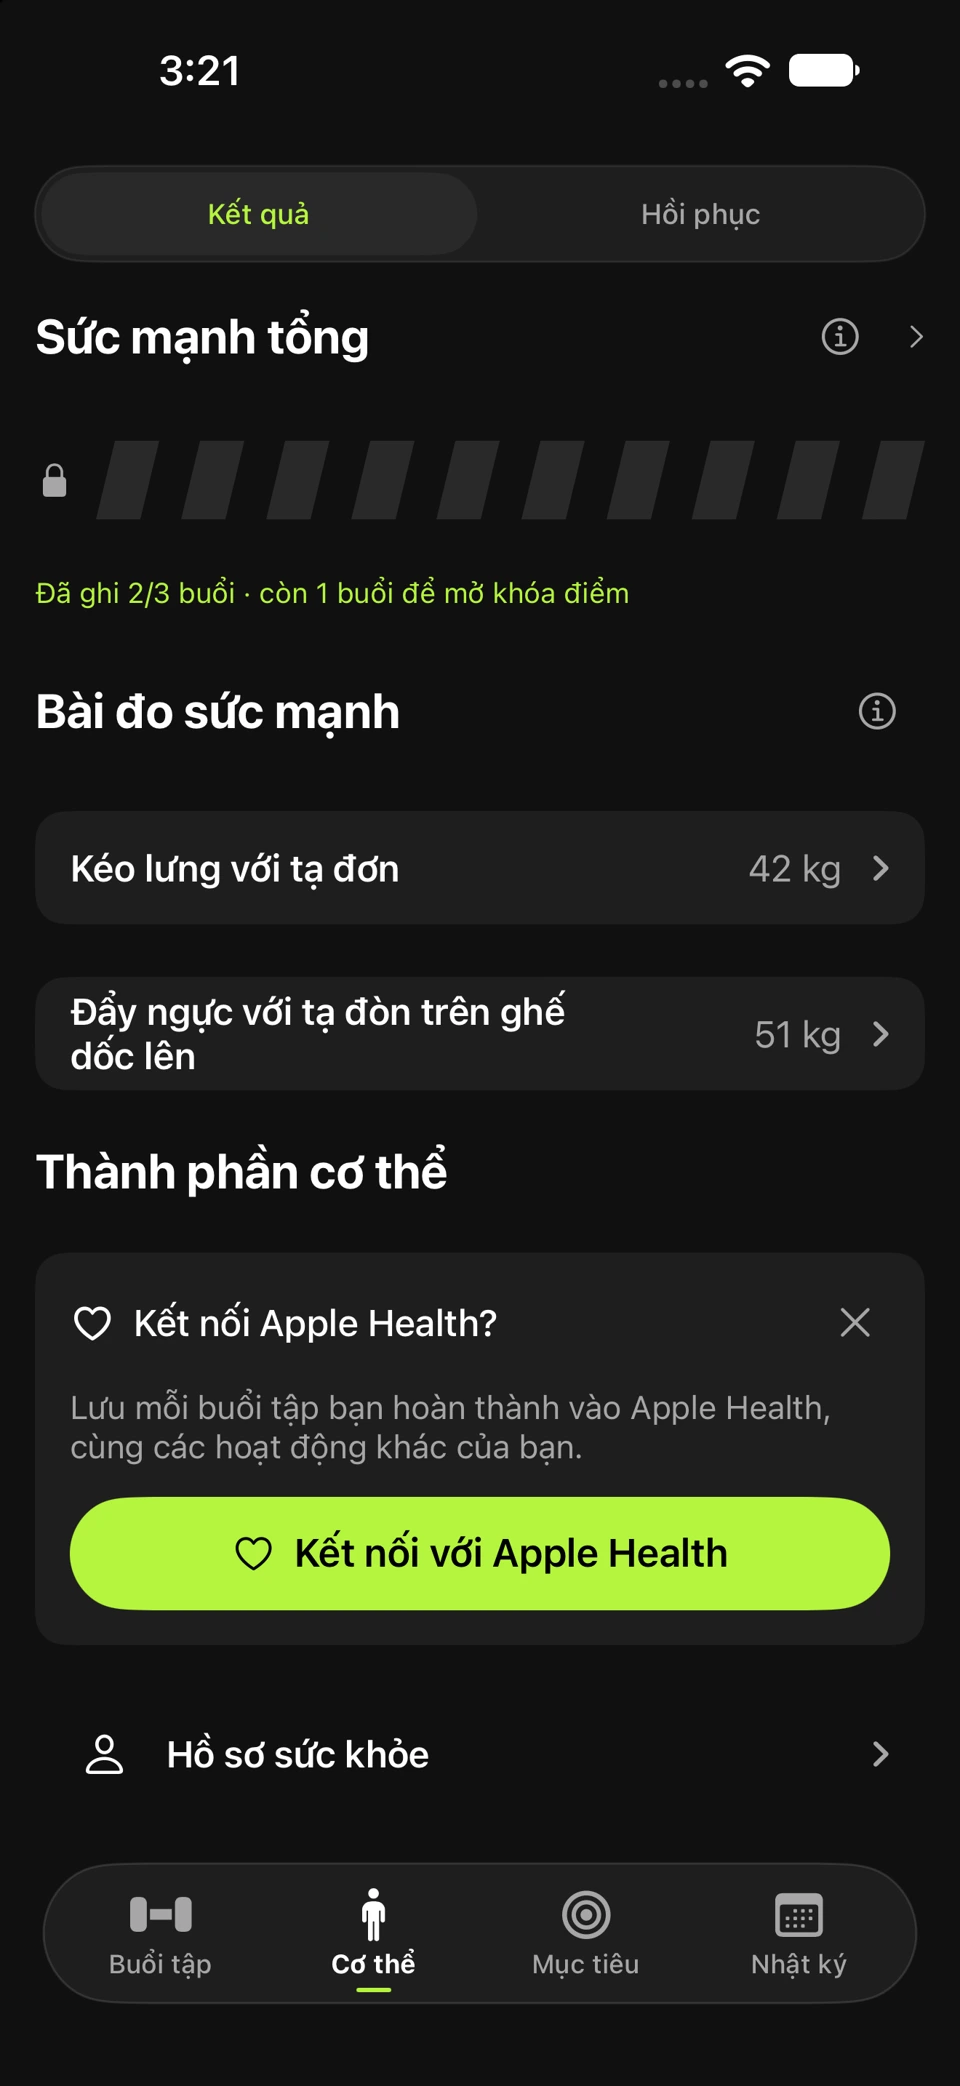 3:21
Kết quả
Hồi phục
Sức mạnh tổng
Đã ghi 2/3 buổi · còn 1 buổi để mở khóa điểm
Bài đo sức mạnh
Kéo lưng với tạ đơn
42 kg
Đẩy ngực với tạ đòn trên ghế
dốc lên
51 kg
Thành phần cơ thể
Kết nối Apple Health?
Lưu mỗi buổi tập bạn hoàn thành vào Apple Health,
cùng các hoạt động khác của bạn.
Kết nối với Apple Health
Hồ sơ sức khỏe
Buổi tập
Cơ thể
Mục tiêu
Nhật ký